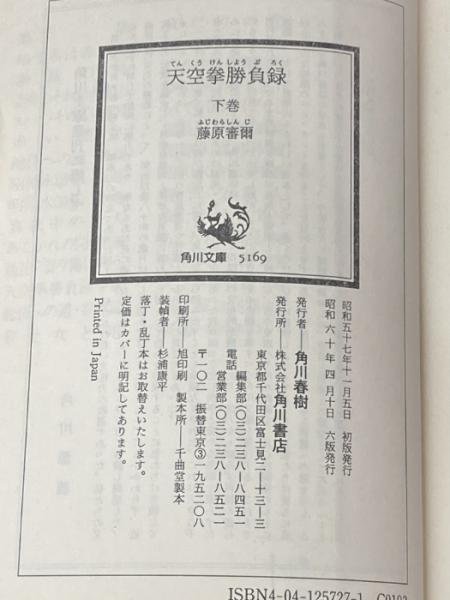 てんくうけんしようぶろく
天空拳勝負録
下巻
ふじわらしんじ
藤原審爾
角川文庫 5169
昭和五十七年十一月五日 初版発行
昭和六十年四月十日 六版発行
発行者──角川春樹
発行所──株式会社角川書店
東京都千代田区富士見二─十三─三
電話 編集部(〇三)二三八─八四五一
営業部(〇三)二三八─八五二一
〒一〇二 振替東京③一九五二〇八
印刷所──旭印刷 製本所──千曲堂製本
装幀者──杉浦康平
落丁・乱丁本はお取替えいたします。
定価はカバーに明記してあります。
Printed in Japan
ISBN4-04-125727-1 C0193